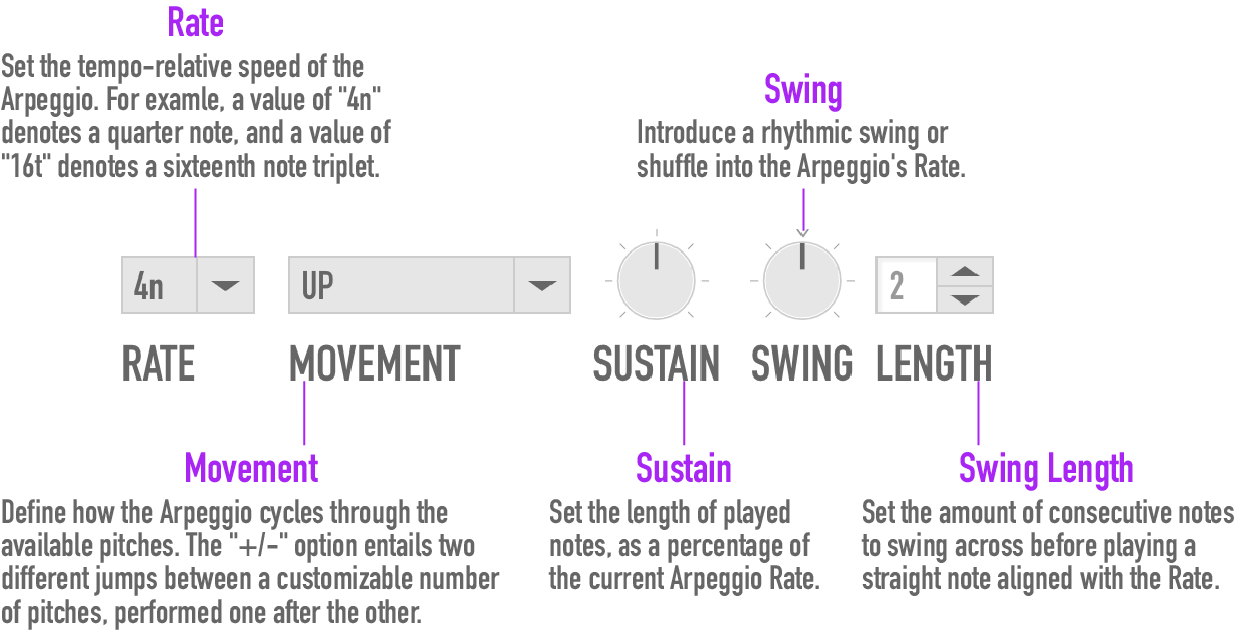 Rate
Set the tempo-relative speed of the
Arpeggio. For examle, a value of "4n"
denotes a quarter note, and a value of
"16t" denotes a sixteenth note triplet.
Swing
Introduce a rhythmic swing or
shuffle into the Arpeggio's Rate.
4n
UP
2
RATE
MOVEMENT
SUSTAIN
SWING
LENGTH
Movement
Define how the Arpeggio cycles through the
available pitches. The "+/-" option entails two
different jumps between a customizable number
of pitches, performed one after the other.
Sustain
Set the length of played
notes, as a percentage of
the current Arpeggio Rate.
Swing Length
Set the amount of consecutive notes
to swing across before playing a
straight note aligned with the Rate.